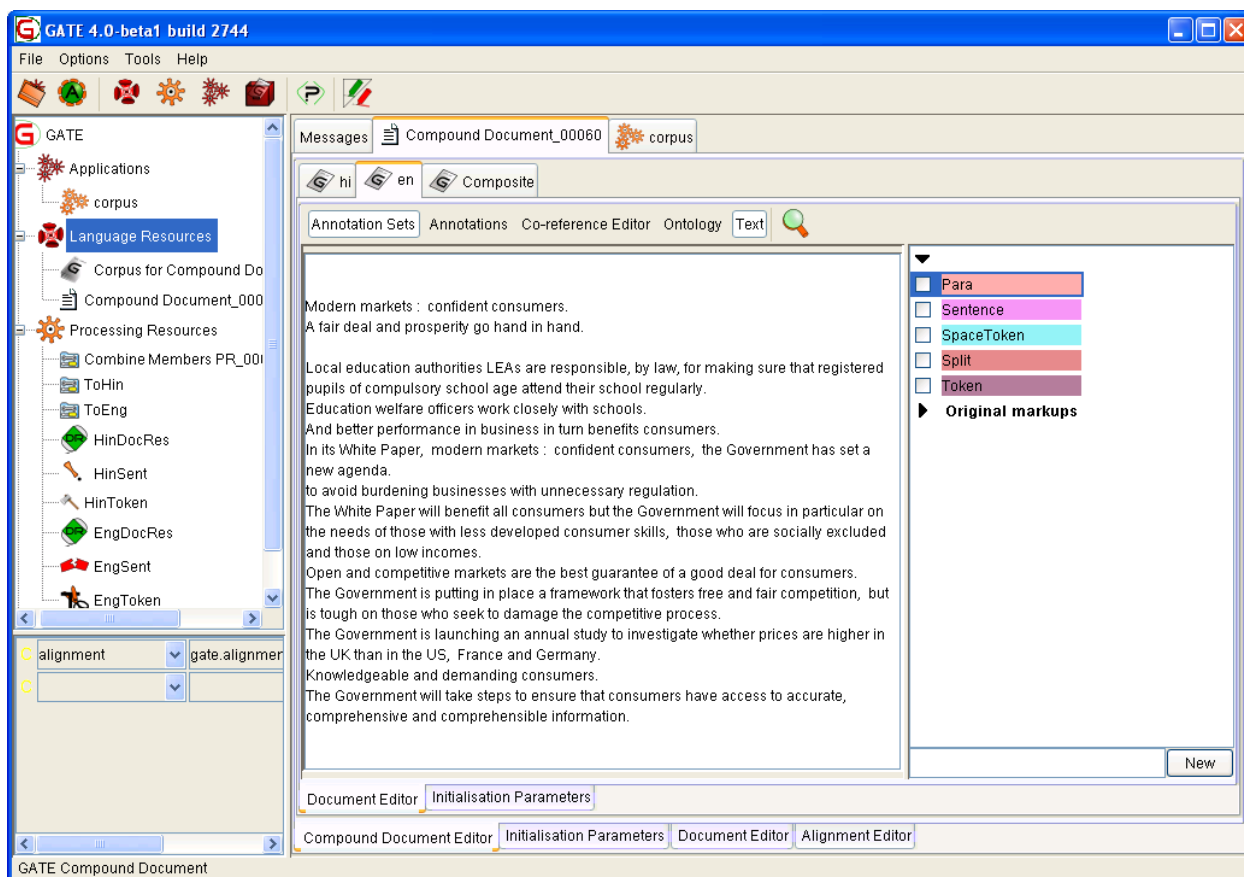 GATE 4.0-beta1 build 2744
File Options Tools Help
GATE
Applications
corpus
Language Resources
Corpus for Compound Do
Compound Document_000
Processing Resources
Combine Members PR_00
ToHin
ToEng
HinDocRes
HinSent
HinToken
EngDocRes
EngSent
EngToken
alignment gate.alignmer
Messages Compound Document_00060 corpus
hi en Composite
Annotation Sets Annotations Co-reference Editor Ontology Text
Modern markets : confident consumers.
A fair deal and prosperity go hand in hand.
Local education authorities LEAs are responsible, by law, for making sure that registered
pupils of compulsory school age attend their school regularly.
Education welfare officers work closely with schools.
And better performance in business in turn benefits consumers.
In its White Paper, modern markets : confident consumers, the Government has set a
new agenda.
to avoid burdening businesses with unnecessary regulation.
The White Paper will benefit all consumers but the Government will focus in particular on
the needs of those with less developed consumer skills, those who are socially excluded
and those on low incomes.
Open and competitive markets are the best guarantee of a good deal for consumers.
The Government is putting in place a framework that fosters free and fair competition, but
is tough on those who seek to damage the competitive process.
The Government is launching an annual study to investigate whether prices are higher in
the UK than in the US, France and Germany.
Knowledgeable and demanding consumers.
The Government will take steps to ensure that consumers have access to accurate,
comprehensive and comprehensible information.
Para
Sentence
SpaceToken
Split
Token
Original markups
New
Document Editor Initialisation Parameters
Compound Document Editor Initialisation Parameters Document Editor Alignment Editor
GATE Compound Document